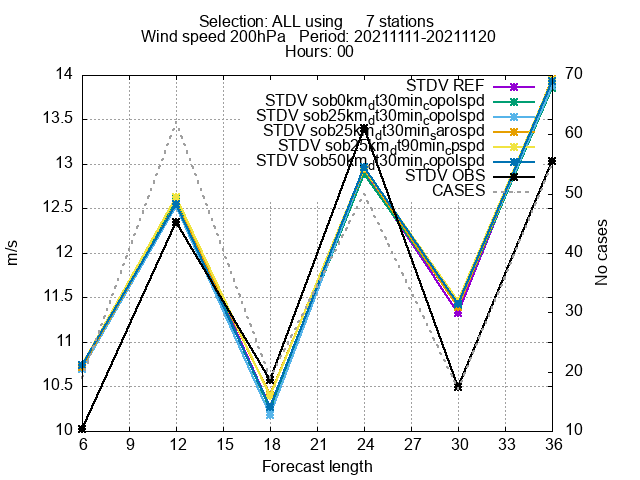 Selection: ALL using 7 stations
Wind speed 200hPa Period: 20211111-20211120
Hours: 00
14
13.5
13
12.5
12
11.5
11
10.5
10
70
60
50
40
30
20
10
STDV REF
STDV sob0km_dt30min_copolspd
STDV sob25km_dt30min_copolspd
STDV sob25km_dt30min_sarospd
STDV sob25km_dt90min_cpspd
STDV sob50km_dt30min_copolspd
STDV OBS
CASES
m/s
No cases
6 9 12 15 18 21 24 27 30 33 36
Forecast length